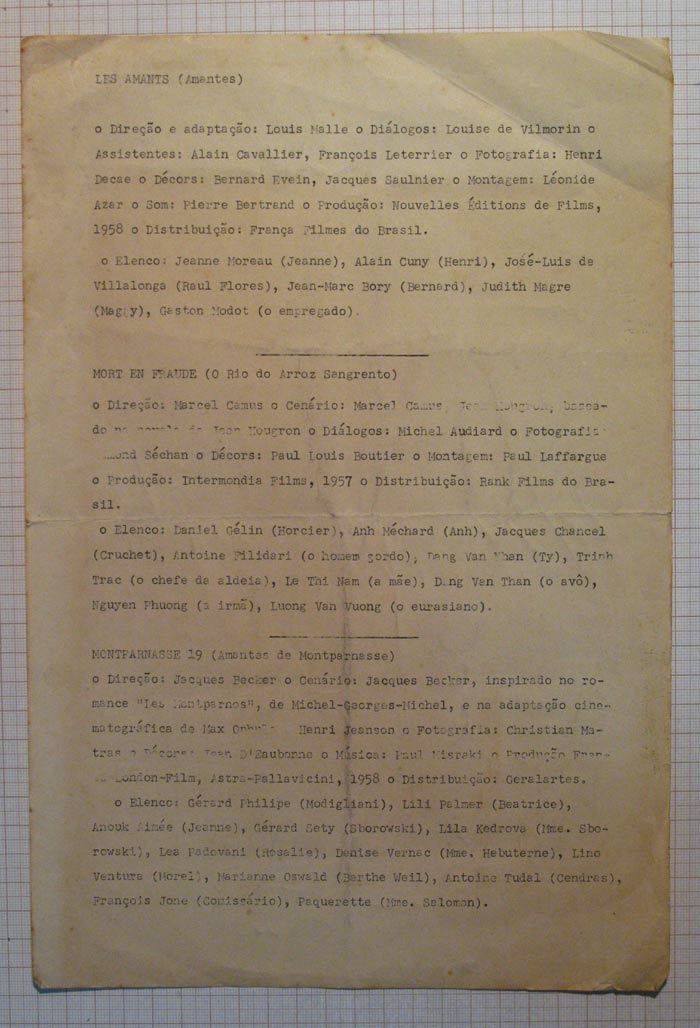 LES AMANTS (Amantes)
o Direção e adaptação: Louis Malle o Diálogos: Louise de Vilmorin o
Assistentes: Alain Cavallier, François Leterrier o Fotografia: Henri
Decae o Décors: Bernard Evein, Jacques Saulnier o Montagem: Léonide
Azar o Som: Pierre Bertrand o Produção: Nouvelles Éditions de Films,
1958 o Distribuição: França Filmes do Brasil.
o Elenco: Jeanne Moreau (Jeanne), Alain Cuny (Henri), José-Luis de
Villalonga (Raul Flores), Jean-Marc Bory (Bernard), Judith Magre
(Maggy), Gaston Modot (o empregado).
MORT EN FRAUDE (O Rio do Arroz Sangrento)
o Direção: Marcel Camus o Cenário: Marcel Camus, Jean Hougron, basea-
do na novela de Jean Hougron o Diálogos: Michel Audiard o Fotografia
Séchan o Décors: Paul Louis Boutier o Montagem: Paul Laffargue
o Produção: Intermondia Films, 1957 o Distribuição: Rank Films do Bra-
sil.
o Elenco: Daniel Gélin (Horcier), Anh Méchard (Anh), Jacques Chancel
(Cruchet), Antoine Filidari (o homem gordo), Dang Van Nhan (Ty), Trinh
Trac (o chefe da aldeia), Le Thi Nam (a mãe), Dang Van Than (o avô),
Nguyen Phuong (a irmã), Luong Van Vuong (o eurasiano).
MONTPARNASSE 19 (Amantes de Montparnasse)
o Direção: Jacques Becker o Cenário: Jacques Becker, inspirado no ro-
mance "Les Montparnos", de Michel-Georges-Michel, e na adaptação cine-
matográfica de Max Henri Jeanson o Fotografia: Christian Ma-
tras o Décors: Jean D'Eaubonne o Música: Paul Misraki o Produção Fran-
London-Film, Astra-Pallavicini, 1958 o Distribuição: Geralartes.
o Elenco: Gérard Philipe (Modigliani), Lili Palmer (Beatrice),
Anouk Aimée (Jeanne), Gérard Sety (Sborowski), Lila Kedrova (Mme. Sbo-
rowski), Lea Padovani (Rosalie), Denise Vernac (Mme. Hebuterne), Lino
Ventura (Morel), Marianne Oswald (Berthe Weil), Antoine Tudal (Cendras),
François Jone (Comissário), Paquerette (Mme. Salomon).